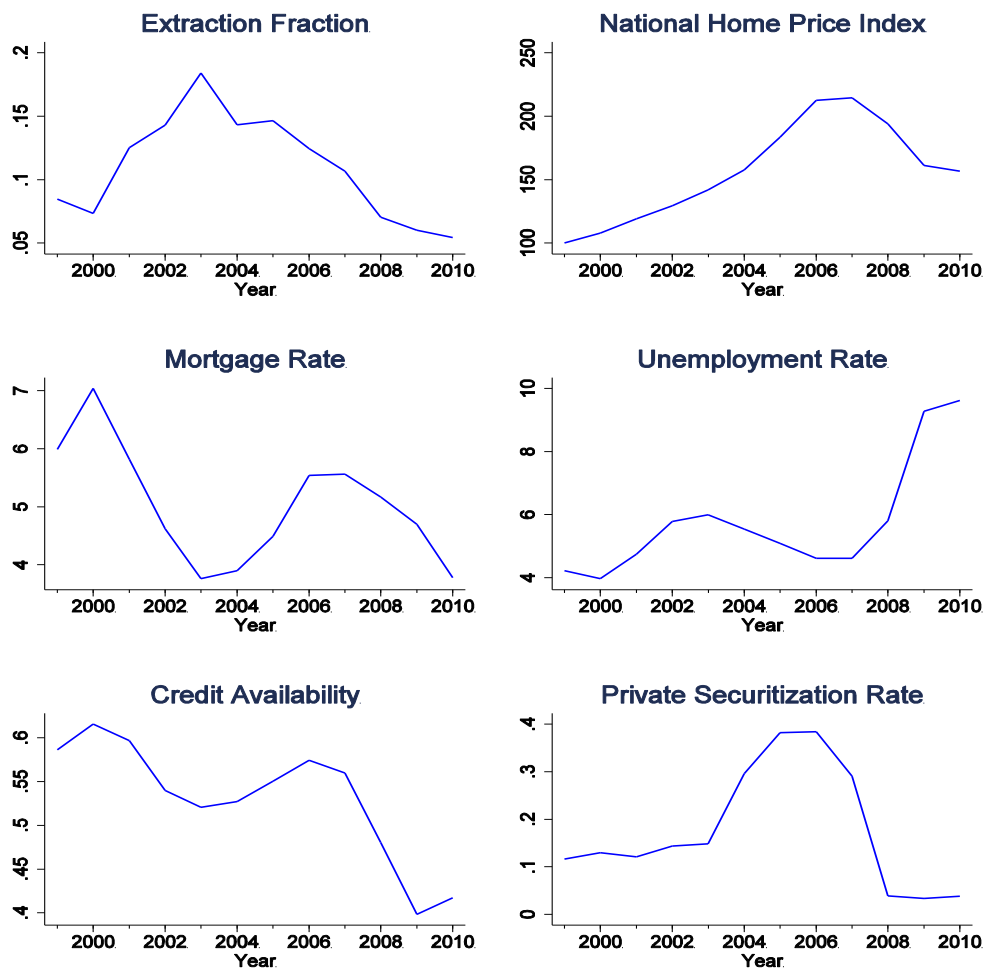 Extraction Fraction
.2
.15
.1
.05
2000 2002 2004 2006 2008 2010
Year
National Home Price Index
250
200
150
100
2000 2002 2004 2006 2008 2010
Year
Mortgage Rate
7
6
5
4
2000 2002 2004 2006 2008 2010
Year
Unemployment Rate
10
8
6
4
2000 2002 2004 2006 2008 2010
Year
Credit Availability
.6
.55
.5
.45
.4
2000 2002 2004 2006 2008 2010
Year
Private Securitization Rate
.4
.3
.2
.1
0
2000 2002 2004 2006 2008 2010
Year